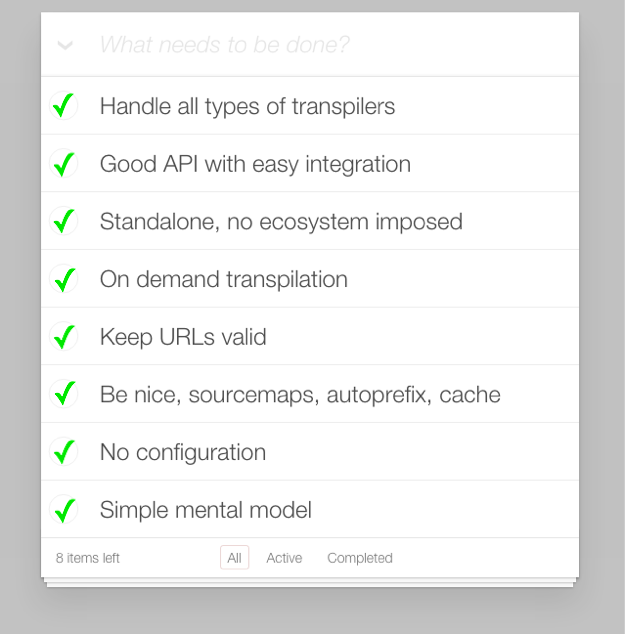 What needs to be done?
Handle all types of transpilers
Good API with easy integration
Standalone, no ecosystem imposed
On demand transpilation
Keep URLs valid
Be nice, sourcemaps, autoprefix, cache
No configuration
Simple mental model
8 items left All Active Completed